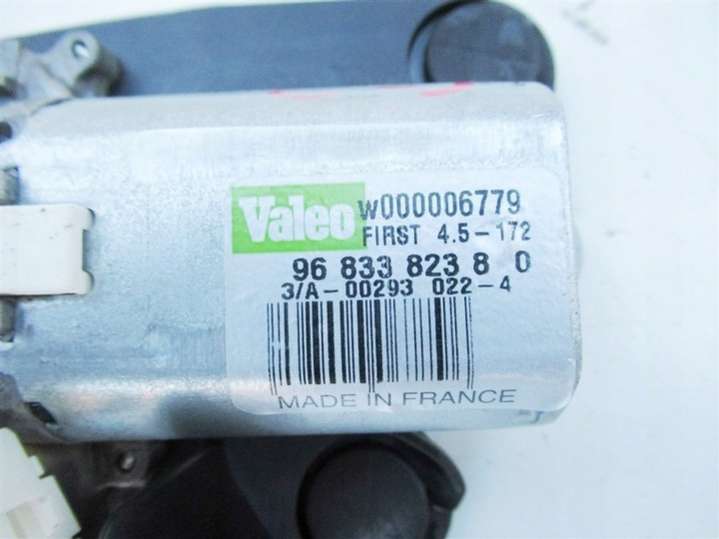 Valeo W000006779
FIRST 4.5-172
96 833 823 8 0
3/A-00293 022-4
MADE IN FRANCE